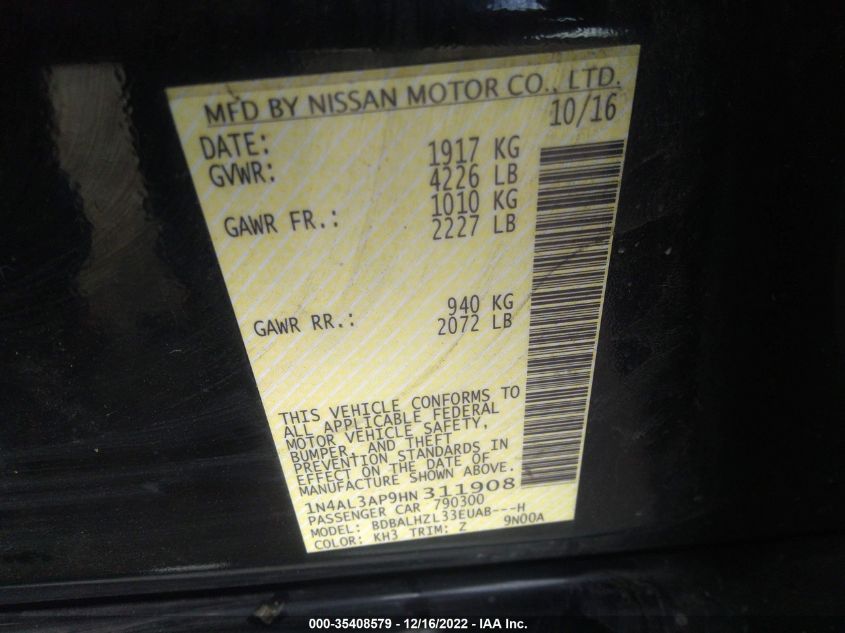 MFD BY NISSAN MOTOR CO., LTD.
DATE: 10/16
GVWR: 1917 KG
4226 LB
GAWR FR.: 1010 KG
2227 LB
GAWR RR.: 940 KG
2072 LB
THIS VEHICLE CONFORMS TO
ALL APPLICABLE FEDERAL
MOTOR VEHICLE SAFETY,
BUMPER, AND THEFT
PREVENTION STANDARDS IN
EFFECT ON THE DATE OF
MANUFACTURE SHOWN ABOVE.
1N4AL3AP9HN311908
PASSENGER CAR 790300
MODEL: BDBALHZL33EUAB---H
COLOR: KH3 TRIM: Z 9N00A
000-35408579 - 12/16/2022 - IAA Inc.